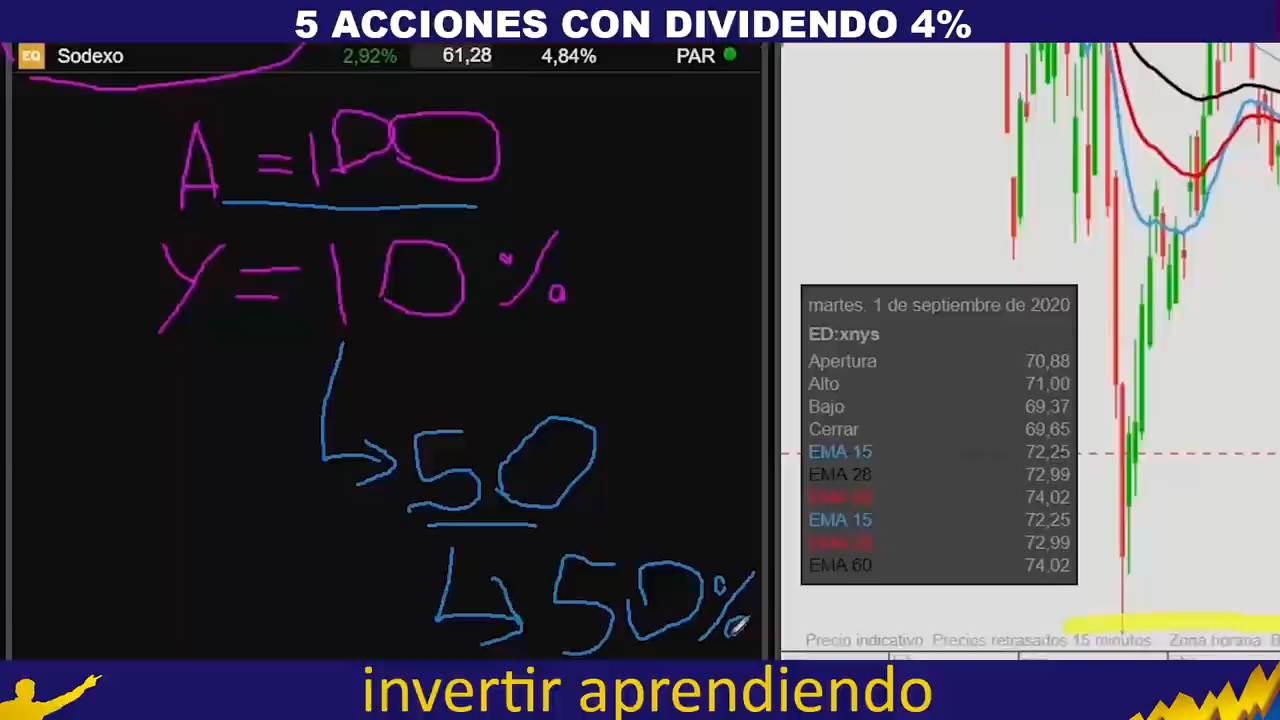 5 ACCIONES CON DIVIDENDO 4%
EQ Sodexo 2,92% 61,28 4,84% PAR
A = 100
Y = 10%
50
50%
martes. 1 de septiembre de 2020
ED:xnys
Apertura 70,88
Alto 71,00
Bajo 69,37
Cerrar 69,65
EMA 15 72,25
EMA 28 72,99
74,02
EMA 15 72,25
72,99
EMA 60 74,02
Precio indicativo Precios retrasados 15 minutos Zona horaria
invertir aprendiendo